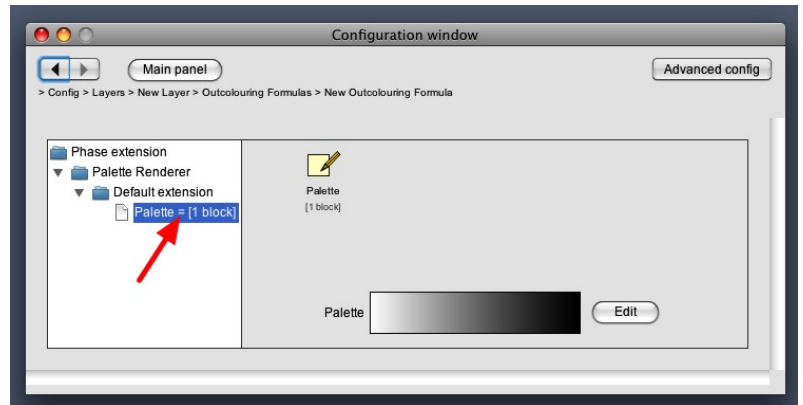 Configuration window
Main panel
Advanced config
> Config > Layers > New Layer > Outcolouring Formulas > New Outcolouring Formula
Phase extension
Palette Renderer
Default extension
Palette = [1 block]
Palette
[1 block]
Palette
Edit